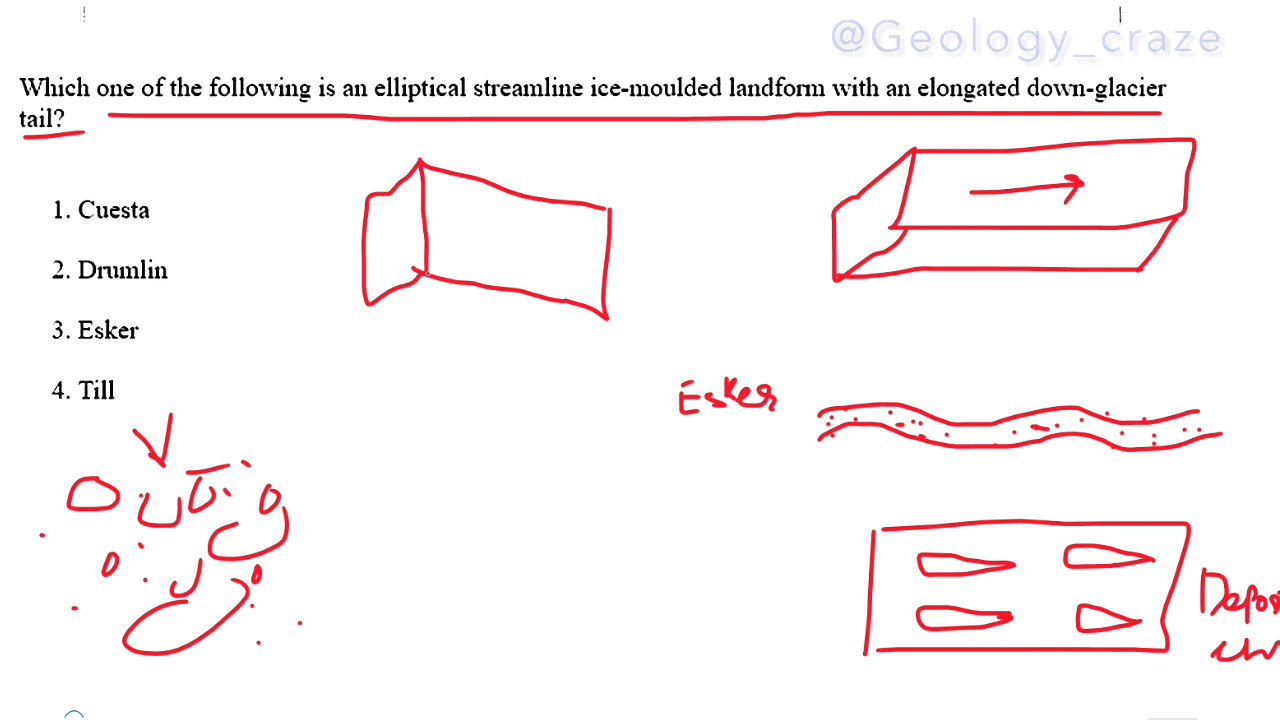 @Geology_craze
Which one of the following is an elliptical streamline ice-moulded landform with an elongated down-glacier
tail?
1. Cuesta
2. Drumlin
3. Esker
4. Till
Esker